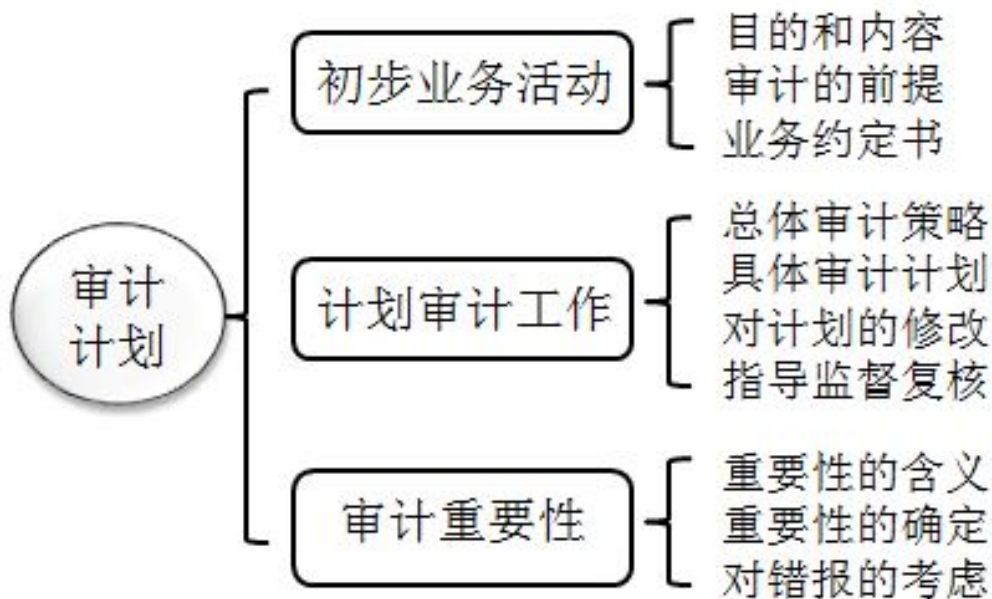 审计
计划
初步业务活动
目的和内容
审计的前提
业务约定书
计划审计工作
总体审计策略
具体审计计划
对计划的修改
指导监督复核
审计重要性
重要性的含义
重要性的确定
对错报的考虑